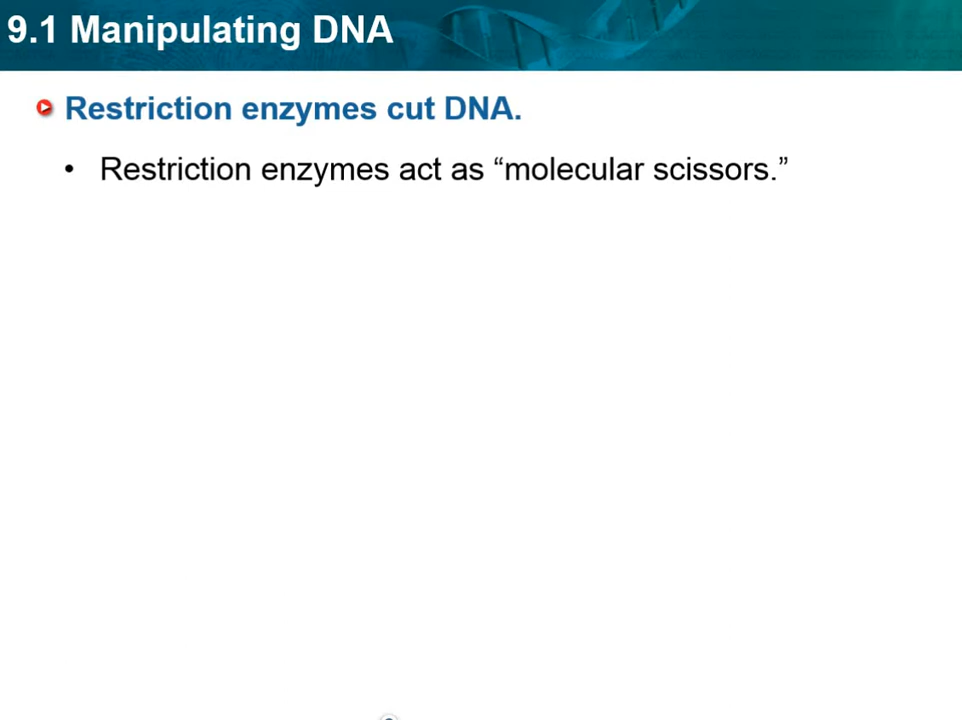 9.1 Manipulating DNA
Restriction enzymes cut DNA.
• Restriction enzymes act as “molecular scissors.”